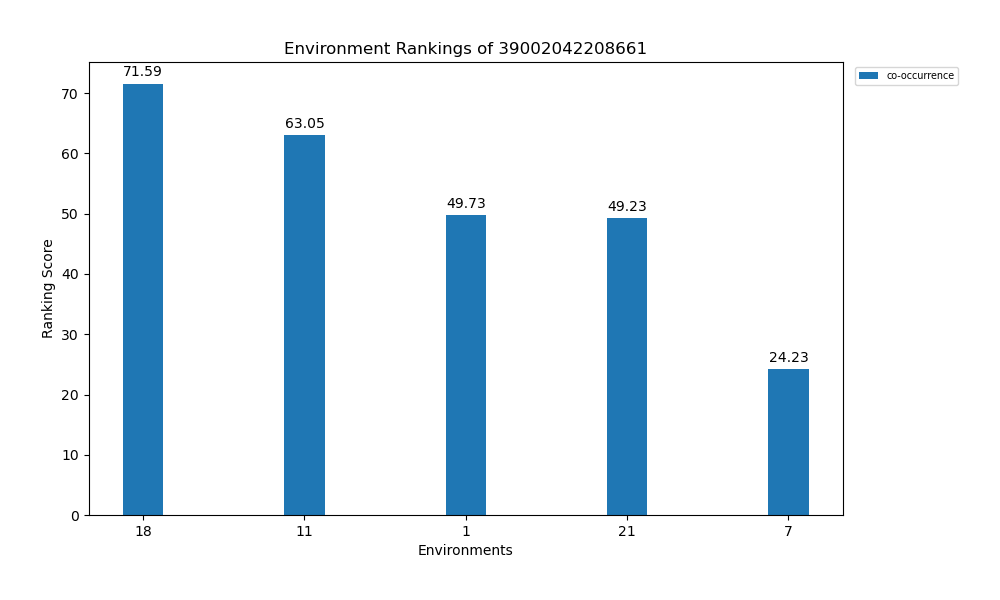 Environment Rankings of 39002042208661
co-occurrence
71.59
63.05
49.73
49.23
24.23
Ranking Score
70
60
50
40
30
20
10
0
18 11 1 21 7
Environments